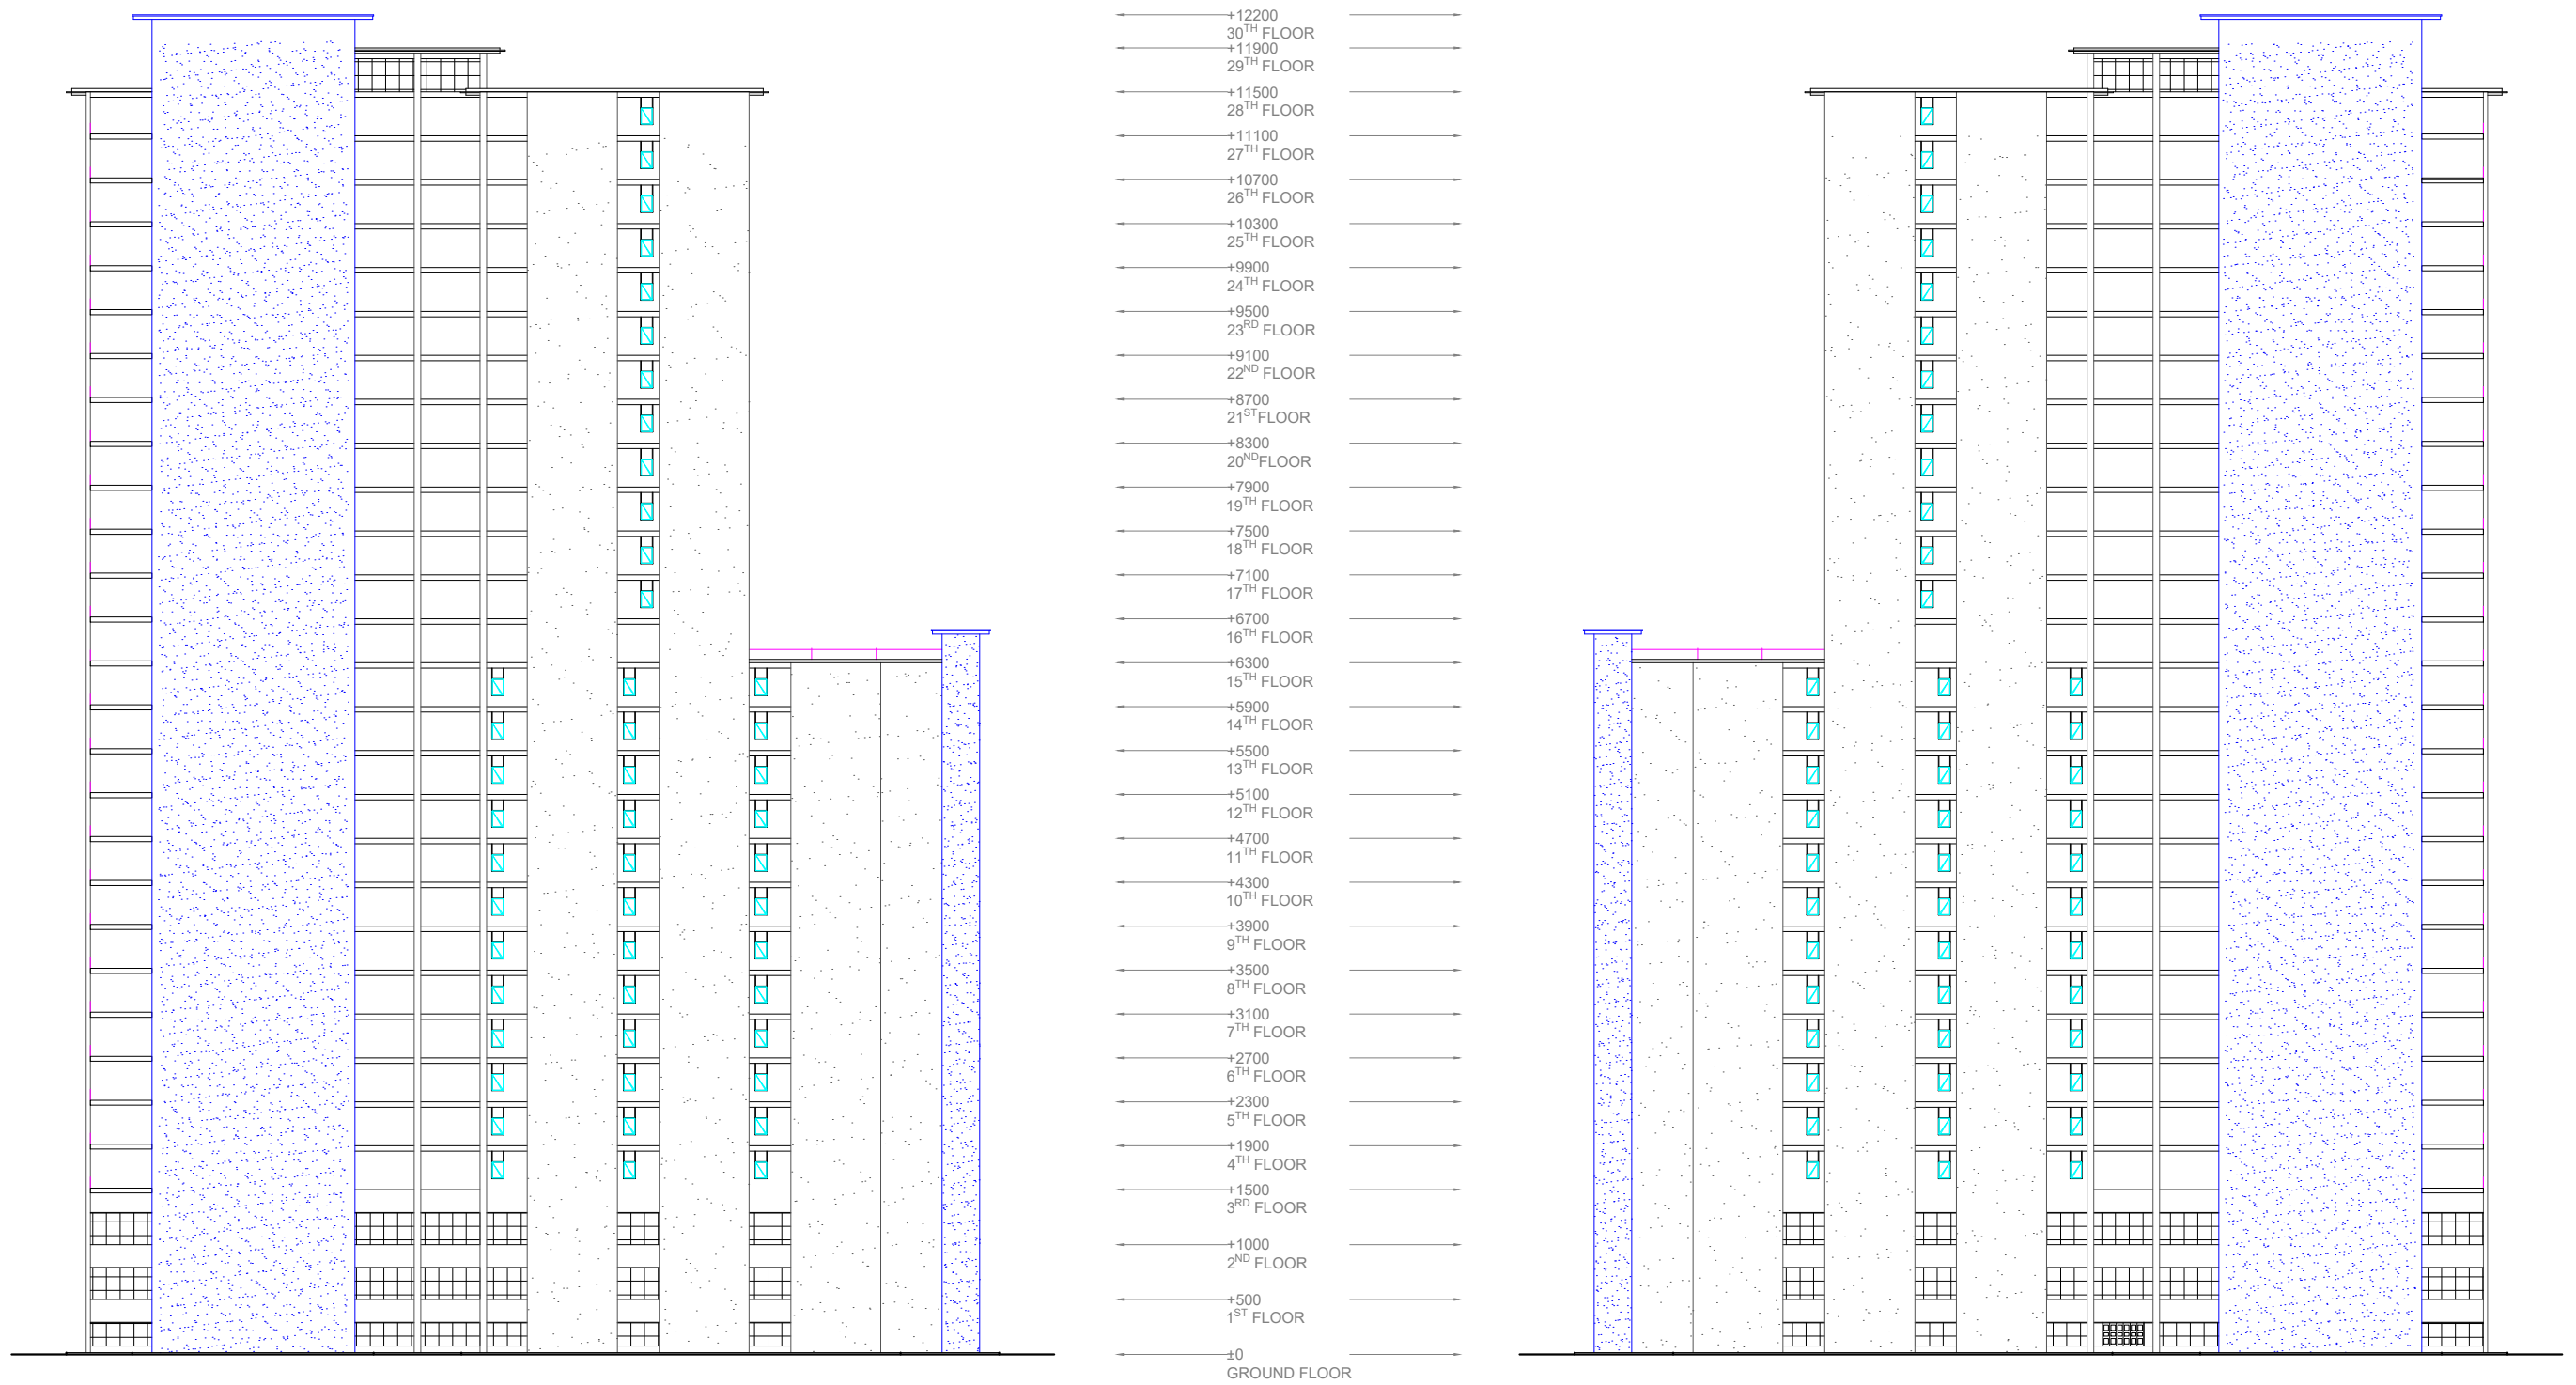 +12200
30TH FLOOR
+11900
29TH FLOOR
+11500
28TH FLOOR
+11100
27TH FLOOR
+10700
26TH FLOOR
+10300
25TH FLOOR
+9900
24TH FLOOR
+9500
23RD FLOOR
+9100
22ND FLOOR
+8700
21STFLOOR
+8300
20NDFLOOR
+7900
19TH FLOOR
+7500
18TH FLOOR
+7100
17TH FLOOR
+6700
16TH FLOOR
+6300
15TH FLOOR
+5900
14TH FLOOR
+5500
13TH FLOOR
+5100
12TH FLOOR
+4700
11TH FLOOR
+4300
10TH FLOOR
+3900
9TH FLOOR
+3500
8TH FLOOR
+3100
7TH FLOOR
+2700
6TH FLOOR
+2300
5TH FLOOR
+1900
4TH FLOOR
+1500
3RD FLOOR
+1000
2ND FLOOR
+500
1ST FLOOR
±0
GROUND FLOOR